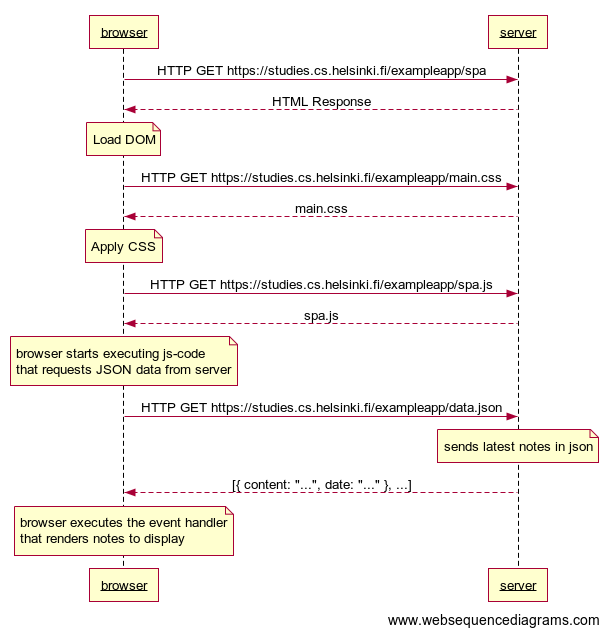 browser
server
HTTP GET https://studies.cs.helsinki.fi/exampleapp/spa
HTML Response
Load DOM
HTTP GET https://studies.cs.helsinki.fi/exampleapp/main.css
main.css
Apply CSS
HTTP GET https://studies.cs.helsinki.fi/exampleapp/spa.js
spa.js
browser starts executing js-code
that requests JSON data from server
HTTP GET https://studies.cs.helsinki.fi/exampleapp/data.json
sends latest notes in json
[{ content: "...", date: "..." }, ...]
browser executes the event handler
that renders notes to display
browser
server
www.websequencediagrams.com